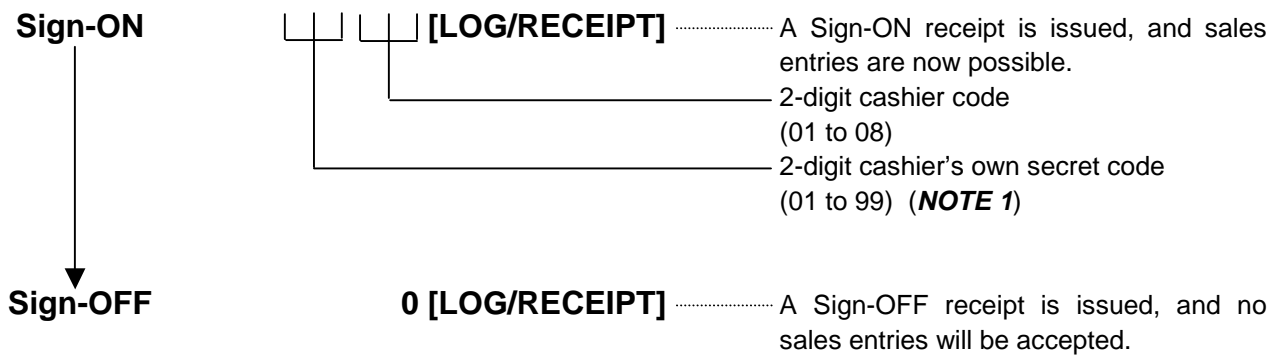 Sign-ON [LOG/RECEIPT] A Sign-ON receipt is issued, and sales
entries are now possible.
2-digit cashier code
(01 to 08)
2-digit cashier's own secret code
(01 to 99) (NOTE 1)
Sign-OFF 0 [LOG/RECEIPT] A Sign-OFF receipt is issued, and no
sales entries will be accepted.